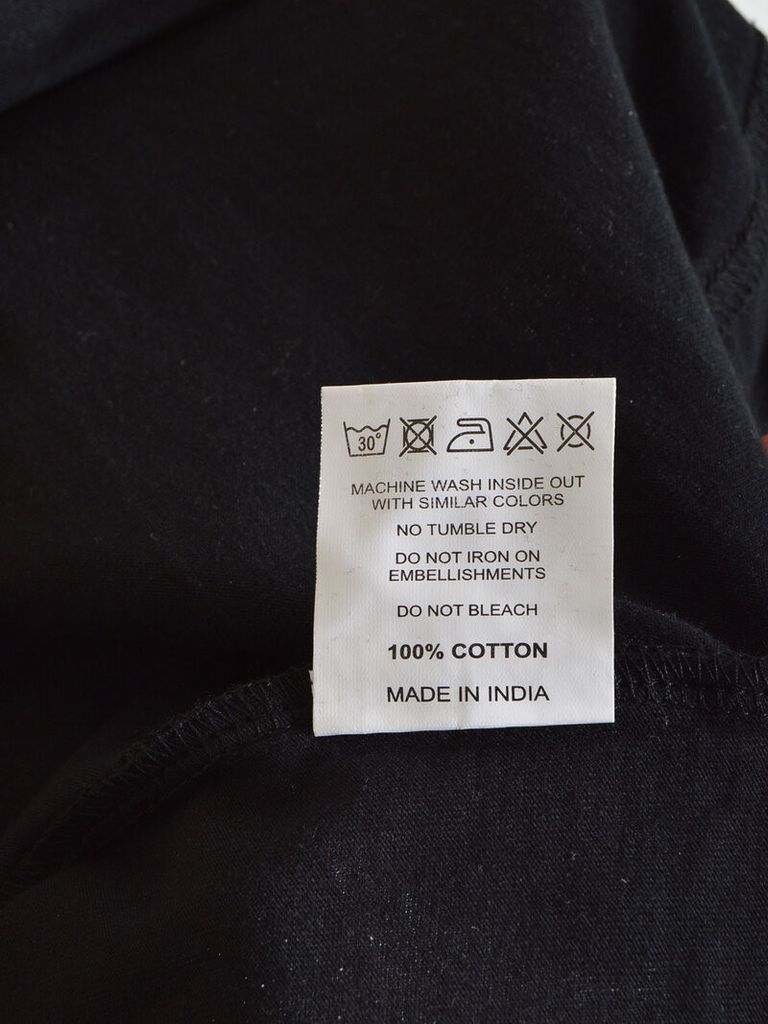 30°
MACHINE WASH INSIDE OUT
WITH SIMILAR COLORS
NO TUMBLE DRY
DO NOT IRON ON
EMBELLISHMENTS
DO NOT BLEACH
100% COTTON
MADE IN INDIA